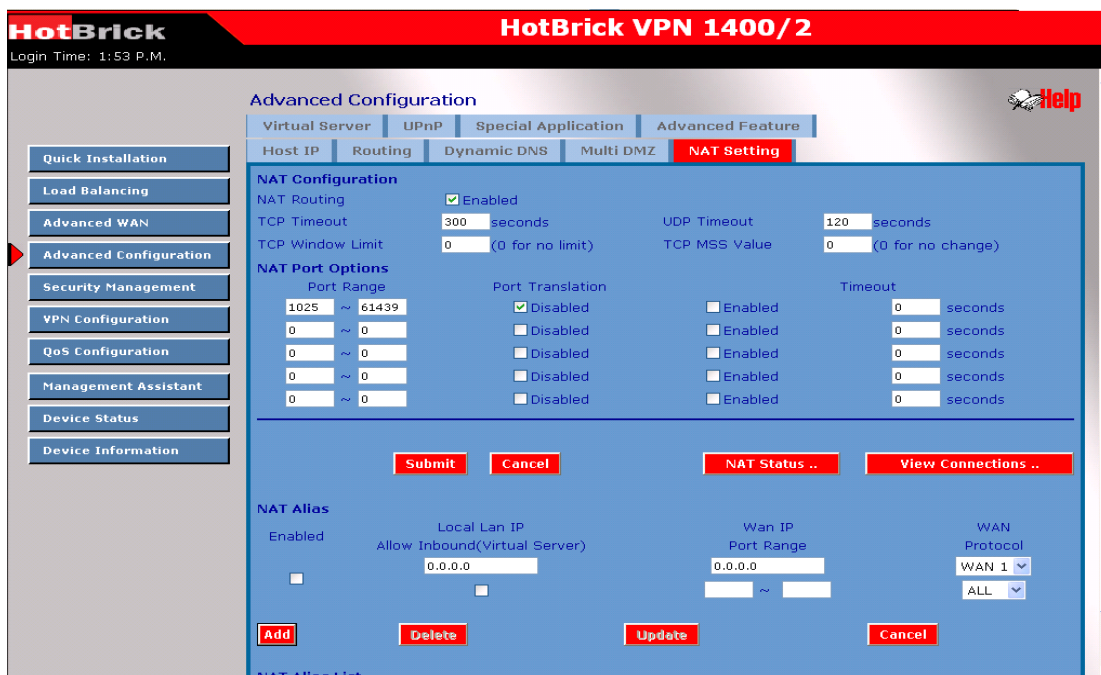 HotBrick VPN 1400/2
HotBrick
Login Time: 1:53 P.M.
Advanced Configuration
Help
Virtual Server UPnP Special Application Advanced Feature
Host IP Routing Dynamic DNS Multi DMZ NAT Setting
Quick Installation
Load Balancing
Advanced WAN
Advanced Configuration
Security Management
VPN Configuration
QoS Configuration
Management Assistant
Device Status
Device Information
NAT Configuration
NAT Routing Enabled
TCP Timeout 300 seconds UDP Timeout 120 seconds
TCP Window Limit 0 (0 for no limit) TCP MSS Value 0 (0 for no change)
NAT Port Options
Port Range Port Translation Timeout
1025 ~ 61439 Disabled Enabled 0 seconds
0 ~ 0 Disabled Enabled 0 seconds
0 ~ 0 Disabled Enabled 0 seconds
0 ~ 0 Disabled Enabled 0 seconds
0 ~ 0 Disabled Enabled 0 seconds
Submit Cancel NAT Status .. View Connections ..
NAT Alias
Enabled
Local Lan IP Wan IP WAN
Allow Inbound(Virtual Server) Port Range Protocol
0.0.0.0 0.0.0.0 WAN 1
~ ALL
Add Delete Update Cancel
NAT Alias List